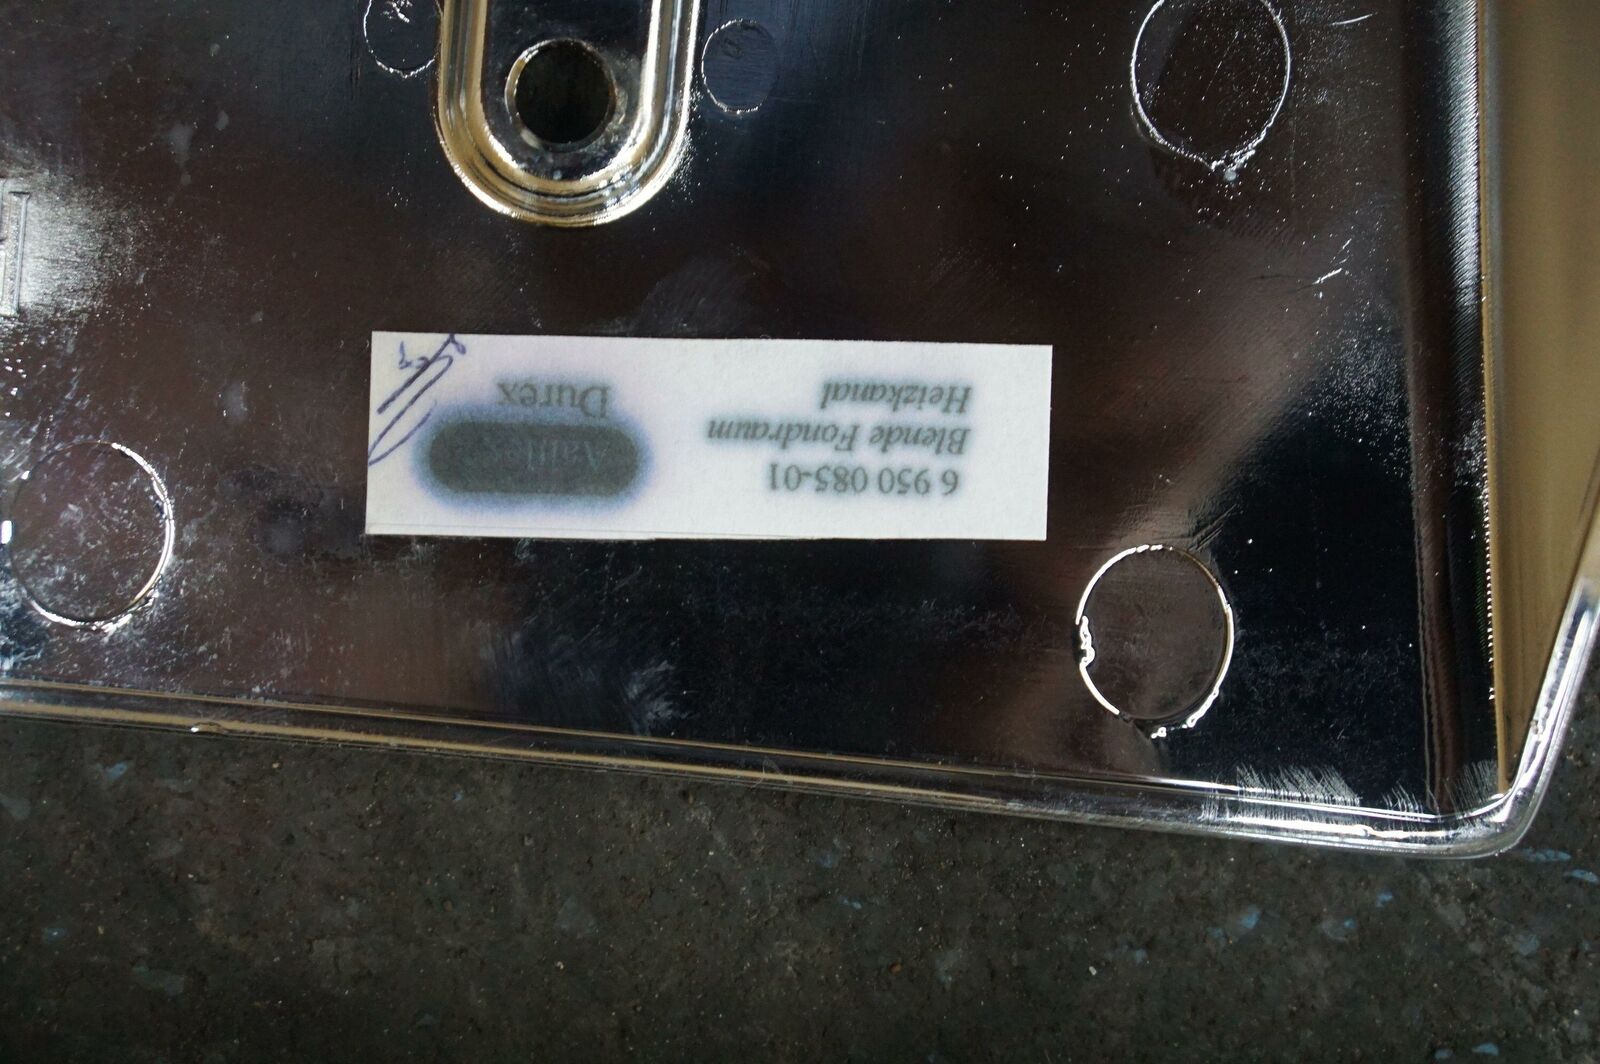 6 950 085-01
Blende Fondraum
Heizkanal
Durex